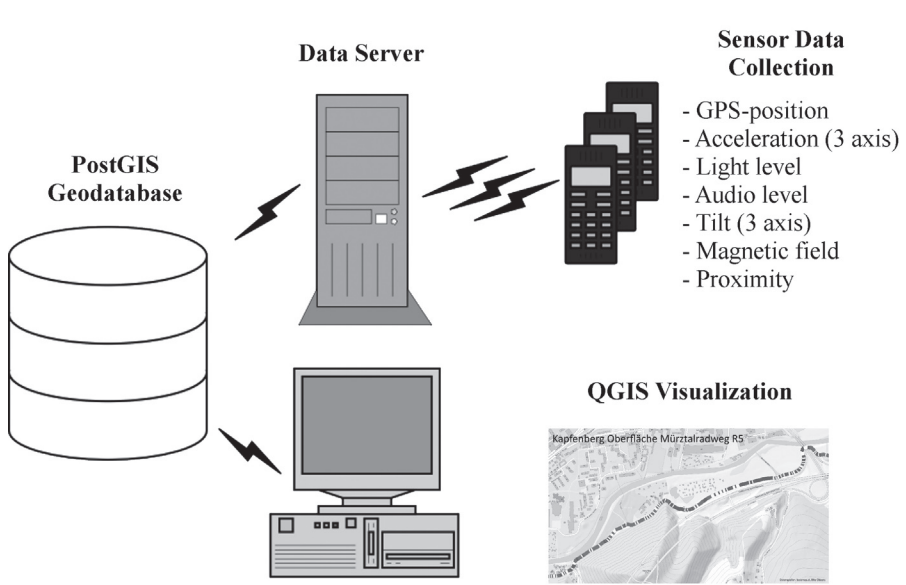 Data Server
Sensor Data
Collection
- GPS-position
- Acceleration (3 axis)
- Light level
- Audio level
- Tilt (3 axis)
- Magnetic field
- Proximity
PostGIS
Geodatabase
QGIS Visualization
Kapfenberg Oberfläche Mürztalradweg R5